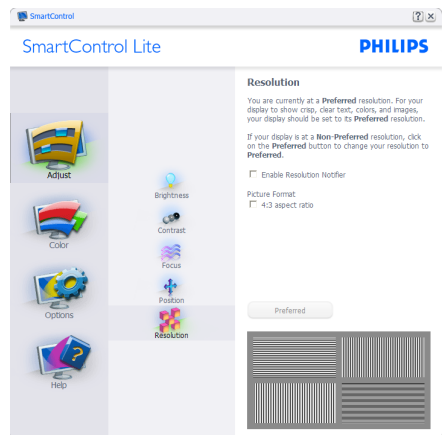 SmartControl
SmartControl Lite
PHILIPS
Adjust
Color
Options
Help
Brightness
Contrast
Focus
Position
Resolution
Resolution
You are currently at a Preferred resolution. For your
display to show crisp, clear text, colors, and images,
your display should be set to its Preferred resolution.
If your display is at a Non-Preferred resolution, click
on the Preferred button to change your resolution to
Preferred.
Enable Resolution Notifier
Picture Format
4:3 aspect ratio
Preferred